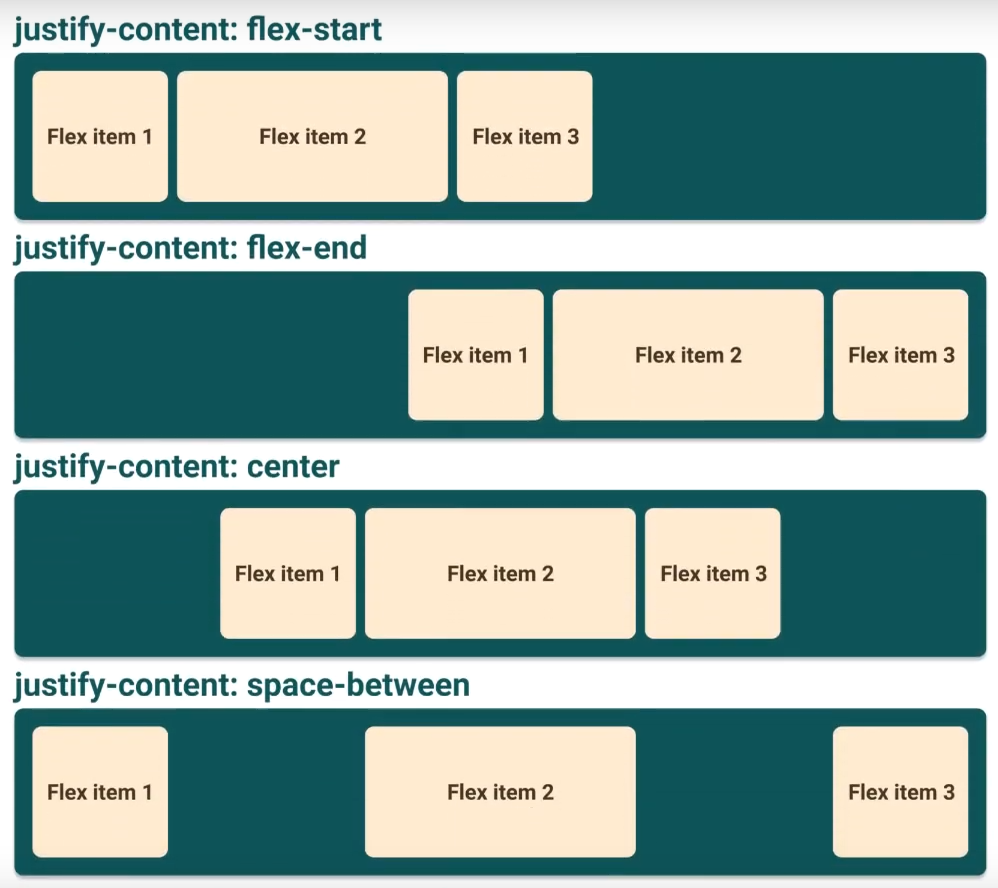 justify-content: flex-start
Flex item 1 Flex item 2 Flex item 3
justify-content: flex-end
Flex item 1 Flex item 2 Flex item 3
justify-content: center
Flex item 1 Flex item 2 Flex item 3
justify-content: space-between
Flex item 1 Flex item 2 Flex item 3